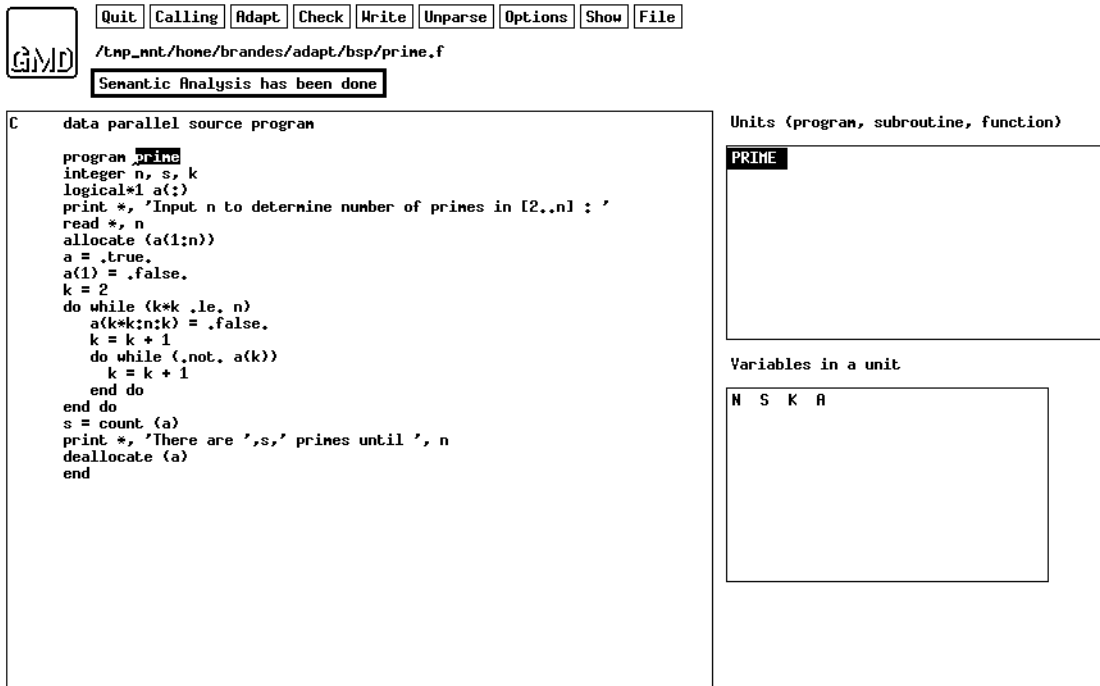 Quit Calling Adapt Check Write Unparse Options Show File
GMD
/tmp_mnt/home/brandes/adapt/bsp/prime.f
Semantic Analysis has been done
C     data parallel source program
      program prime
      integer n, s, k
      logical*1 a(:)
      print *, 'Input n to determine number of primes in [2..n] : '
      read *, n
      allocate (a(1:n))
      a = .true.
      a(1) = .false.
      k = 2
      do while (k*k .le. n)
         a(k*k:n:k) = .false.
         k = k + 1
         do while (.not. a(k))
           k = k + 1
         end do
      end do
      s = count (a)
      print *, 'There are ',s,' primes until ', n
      deallocate (a)
      end
Units (program, subroutine, function)
PRIME
Variables in a unit
N  S  K  A